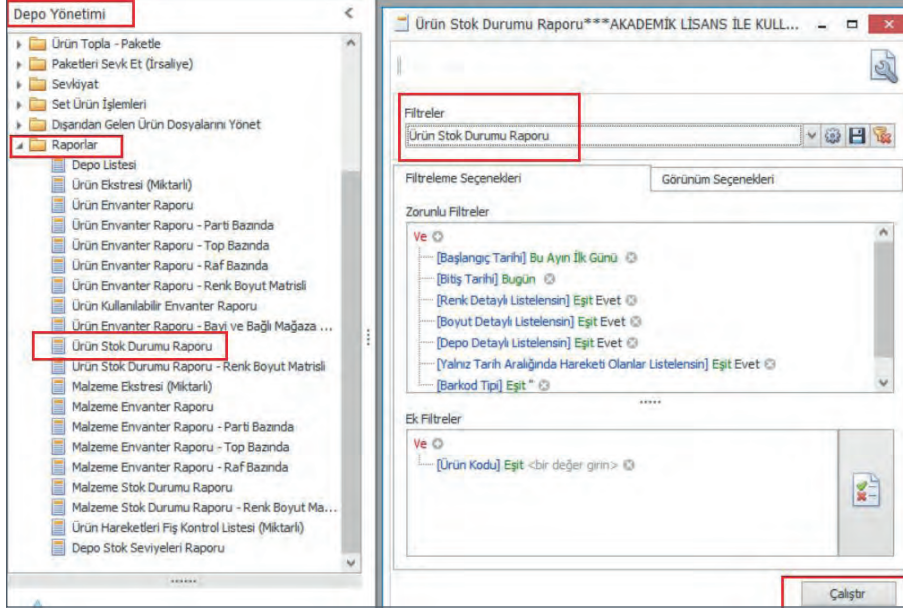 Depo Yönetimi
Ürün Topla - Paketle
Paketleri Sevk Et (İrsaliye)
Sevkiyat
Set Ürün İşlemleri
Dışarıdan Gelen Ürün Dosyalarını Yönet
Raporlar
Depo Listesi
Ürün Ekstresi (Miktarlı)
Ürün Envanter Raporu
Ürün Envanter Raporu - Parti Bazında
Ürün Envanter Raporu - Top Bazında
Ürün Envanter Raporu - Raf Bazında
Ürün Envanter Raporu - Renk Boyut Matrisli
Ürün Kullanılabilir Envanter Raporu
Ürün Envanter Raporu - Bayi ve Bağlı Mağaza ...
Ürün Stok Durumu Raporu
Ürün Stok Durumu Raporu - Renk Boyut Matrisli
Malzeme Ekstresi (Miktarlı)
Malzeme Envanter Raporu
Malzeme Envanter Raporu - Parti Bazında
Malzeme Envanter Raporu - Top Bazında
Malzeme Envanter Raporu - Raf Bazında
Malzeme Stok Durumu Raporu
Malzeme Stok Durumu Raporu - Renk Boyut Ma...
Ürün Hareketleri Fiş Kontrol Listesi (Miktarlı)
Depo Stok Seviyeleri Raporu
Ürün Stok Durumu Raporu***AKADEMİK LİSANS İLE KULL...
Filtreler
Ürün Stok Durumu Raporu
Filtreleme Seçenekleri
Görünüm Seçenekleri
Zorunlu Filtreler
Ve
[Başlangıç Tarihi] Bu Ayın İlk Günü
[Bitiş Tarihi] Bugün
[Renk Detaylı Listelensin] Eşit Evet
[Boyut Detaylı Listelensin] Eşit Evet
[Depo Detaylı Listelensin] Eşit Evet
[Yalnız Tarih Aralığında Hareketi Olanlar Listelensin] Eşit Evet
[Barkod Tipi] Eşit ''
Ek Filtreler
Ve
[Ürün Kodu] Eşit <bir değer girin>
Çalıştır